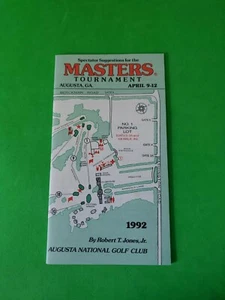 Spectator Suggestions for the
MASTERS
TOURNAMENT
AUGUSTA, GA. APRIL 9-12
NO. 1
PARKING
LOT
1992
By Robert T. Jones, Jr.
AUGUSTA NATIONAL GOLF CLUB